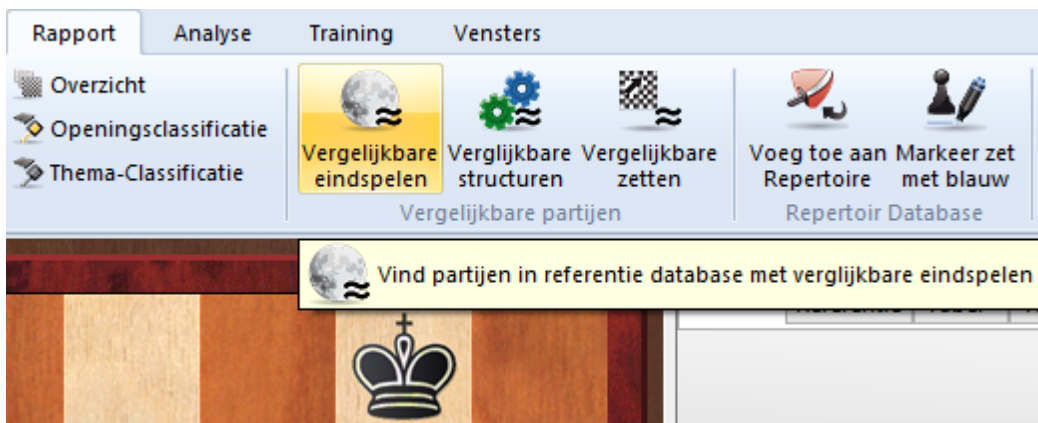 Rapport Analyse Training Vensters
Overzicht
Openingsclassificatie
Thema-Classificatie
Vergelijkbare eindspelen
Verglijkbare structuren
Vergelijkbare zetten
Vergelijkbare partijen
Voeg toe aan Repertoire
Markeer zet met blauw
Repertoir Database
Vind partijen in referentie database met verglijkbare eindspelen